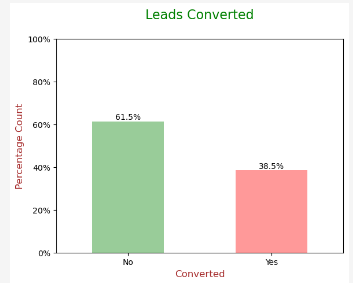 Leads Converted
100%
80%
60%
40%
20%
0%
Percentage Count
61.5%
38.5%
No
Yes
Converted